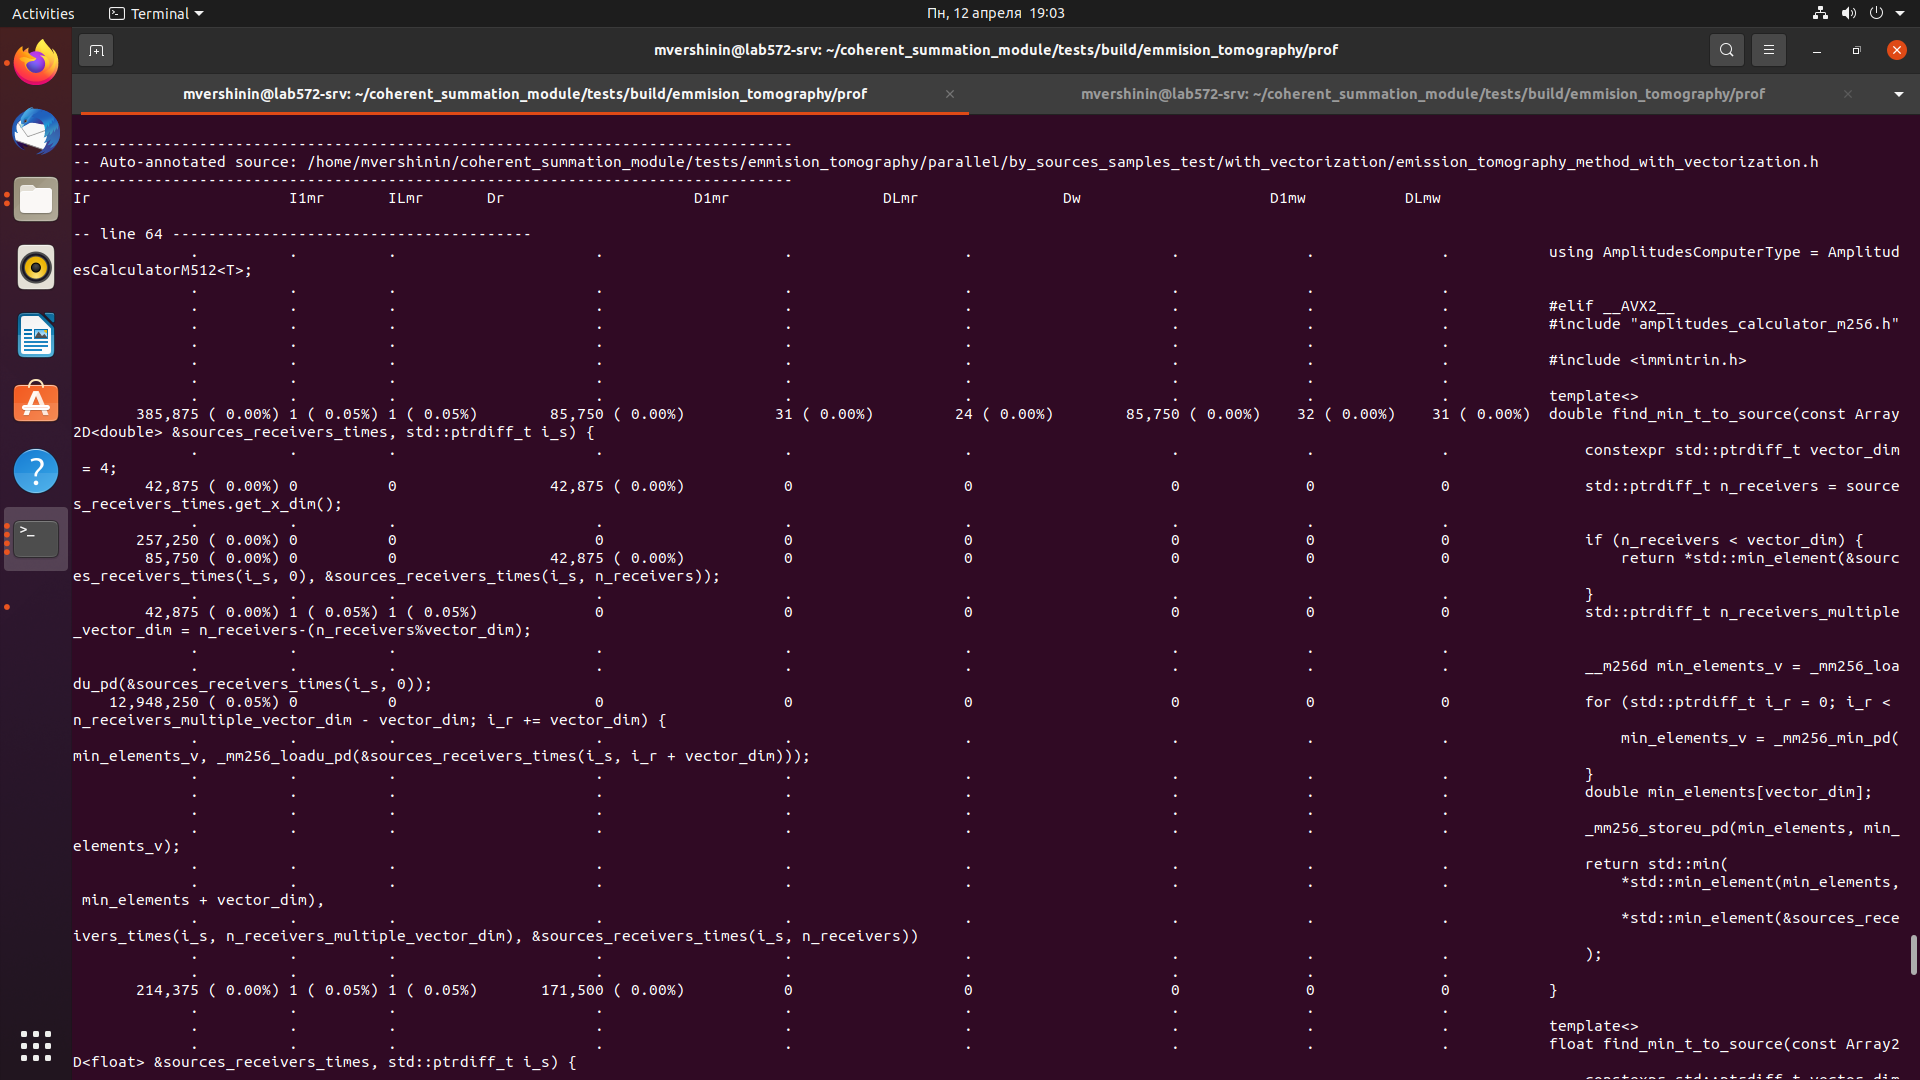 Activities Terminal Пн, 12 апреля 19:03
mvershinin@lab572-srv: ~/coherent_summation_module/tests/build/emmision_tomography/prof
mvershinin@lab572-srv: ~/coherent_summation_module/tests/build/emmision_tomography/prof mvershinin@lab572-srv: ~/coherent_summation_module/tests/build/emmision_tomography/prof
--------------------------------------------------------------------------------
-- Auto-annotated source: /home/mvershinin/coherent_summation_module/tests/emmision_tomography/parallel/by_sources_samples_test/with_vectorization/emission_tomography_method_with_vectorization.h
--------------------------------------------------------------------------------
Ir I1mr ILmr Dr D1mr DLmr Dw D1mw DLmw
-- line 64 ----------------------------------------
. . . . . . . . . using AmplitudesComputerType = Amplitud
esCalculatorM512<T>;
. . . . . . . . .
. . . . . . . . . #elif __AVX2__
. . . . . . . . . #include "amplitudes_calculator_m256.h"
. . . . . . . . .
. . . . . . . . . #include <immintrin.h>
. . . . . . . . .
. . . . . . . . . template<>
385,875 ( 0.00%) 1 ( 0.05%) 1 ( 0.05%) 85,750 ( 0.00%) 31 ( 0.00%) 24 ( 0.00%) 85,750 ( 0.00%) 32 ( 0.00%) 31 ( 0.00%) double find_min_t_to_source(const Array
2D<double> &sources_receivers_times, std::ptrdiff_t i_s) {
. . . . . . . . . constexpr std::ptrdiff_t vector_dim
= 4;
42,875 ( 0.00%) 0 0 42,875 ( 0.00%) 0 0 0 0 0 std::ptrdiff_t n_receivers = source
s_receivers_times.get_x_dim();
. . . . . . . . .
257,250 ( 0.00%) 0 0 0 0 0 0 0 0 if (n_receivers < vector_dim) {
85,750 ( 0.00%) 0 0 42,875 ( 0.00%) 0 0 0 0 0 return *std::min_element(&sourc
es_receivers_times(i_s, 0), &sources_receivers_times(i_s, n_receivers));
. . . . . . . . . }
42,875 ( 0.00%) 1 ( 0.05%) 1 ( 0.05%) 0 0 0 0 0 0 std::ptrdiff_t n_receivers_multiple
_vector_dim = n_receivers-(n_receivers%vector_dim);
. . . . . . . . .
. . . . . . . . . __m256d min_elements_v = _mm256_loa
du_pd(&sources_receivers_times(i_s, 0));
12,948,250 ( 0.05%) 0 0 0 0 0 0 0 0 for (std::ptrdiff_t i_r = 0; i_r <
n_receivers_multiple_vector_dim - vector_dim; i_r += vector_dim) {
. . . . . . . . . min_elements_v = _mm256_min_pd(
min_elements_v, _mm256_loadu_pd(&sources_receivers_times(i_s, i_r + vector_dim)));
. . . . . . . . . }
. . . . . . . . . double min_elements[vector_dim];
. . . . . . . . .
. . . . . . . . . _mm256_storeu_pd(min_elements, min_
elements_v);
. . . . . . . . . return std::min(
. . . . . . . . . *std::min_element(min_elements,
min_elements + vector_dim),
. . . . . . . . . *std::min_element(&sources_rece
ivers_times(i_s, n_receivers_multiple_vector_dim), &sources_receivers_times(i_s, n_receivers))
. . . . . . . . . );
. . . . . . . . .
214,375 ( 0.00%) 1 ( 0.05%) 1 ( 0.05%) 171,500 ( 0.00%) 0 0 0 0 0 }
. . . . . . . . .
. . . . . . . . . template<>
. . . . . . . . . float find_min_t_to_source(const Array2
D<float> &sources_receivers_times, std::ptrdiff_t i_s) {
constexpr std::ptrdiff_t vector_dim